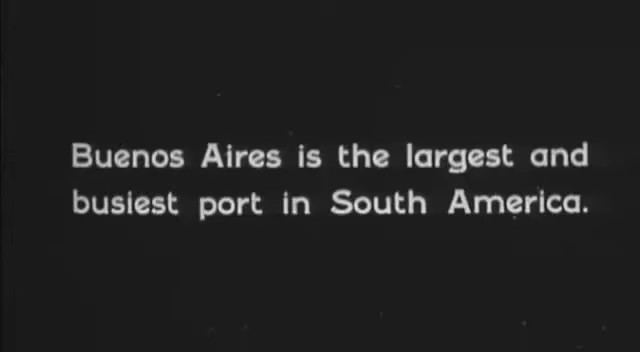 Buenos Aires is the largest and
busiest port in South America.